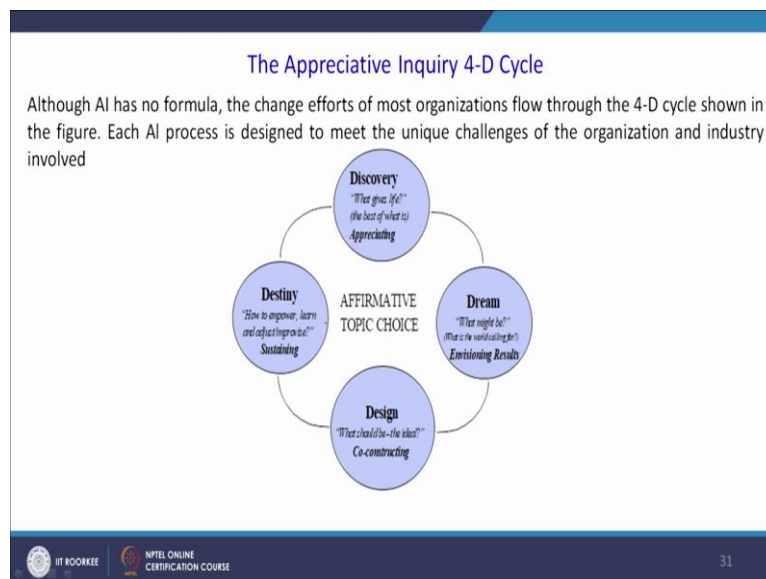 The Appreciative Inquiry 4-D Cycle
Although AI has no formula, the change efforts of most organizations flow through the 4-D cycle shown in
the figure. Each Al process is designed to meet the unique challenges of the organization and industry
involved
Discovery
"What gives life?"
(the best of what is)
Appreciating
Destiny
"How to empower, learn
and adjust/improvise?"
Sustaining
AFFIRMATIVE
TOPIC CHOICE
Dream
"What might be?"
(What is the world calling for?)
Envisioning Results
Design
"What should be--the ideal?"
Co-constructing
IIT ROORKEE
NPTEL ONLINE
CERTIFICATION COURSE
31